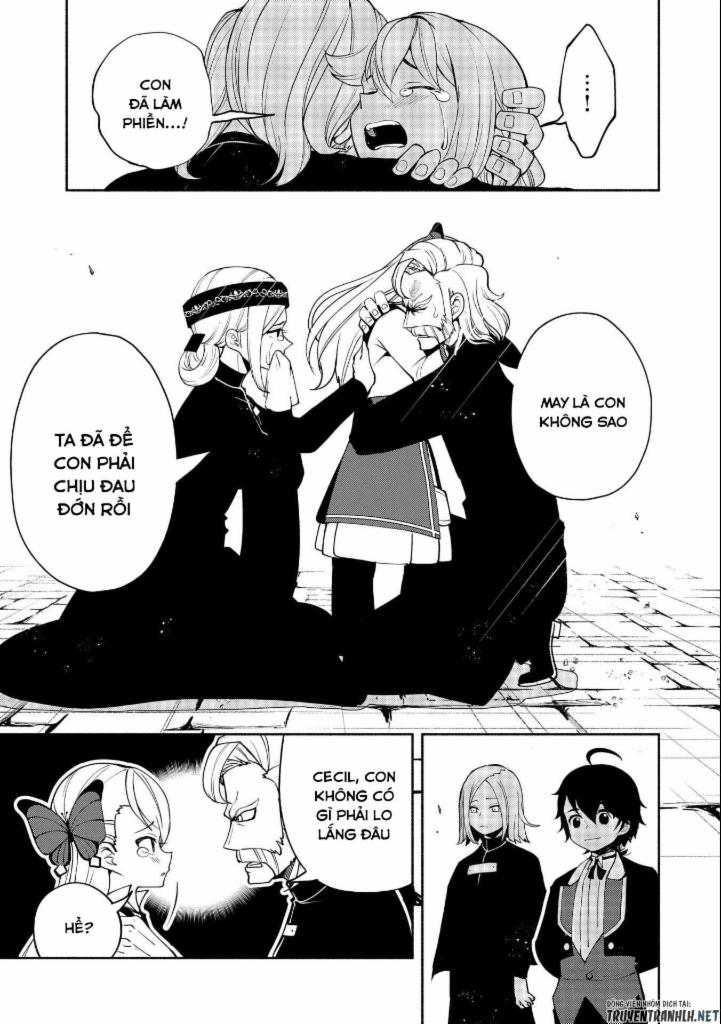 ……!
CON
ĐÃ LÀM
PHIỀN...!
MAY LÀ CON
KHÔNG SAO
TA ĐÃ ĐỂ
CON PHẢI
CHỊU ĐAU
ĐỚN RỒI
CECIL, CON
KHÔNG CÓ
GÌ PHẢI LO
LẮNG ĐÂU
HỂ?
ĐỘNG VIÊN NHÓM DỊCH TẠI:
TRUYENTRANHLH.NET